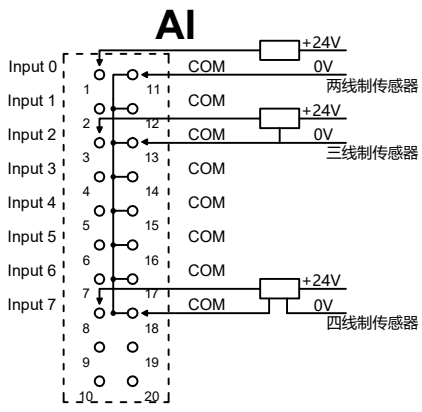 AI
+24V
Input 0 COM 0V
1 11 两线制传感器
Input 1 COM +24V
2 12
Input 2 COM 0V
3 13 三线制传感器
Input 3 COM
4 14
Input 4 COM
5 15
Input 5 COM
6 16
Input 6 COM +24V
7 17
Input 7 COM 0V
8 18 四线制传感器
9 19
10 20